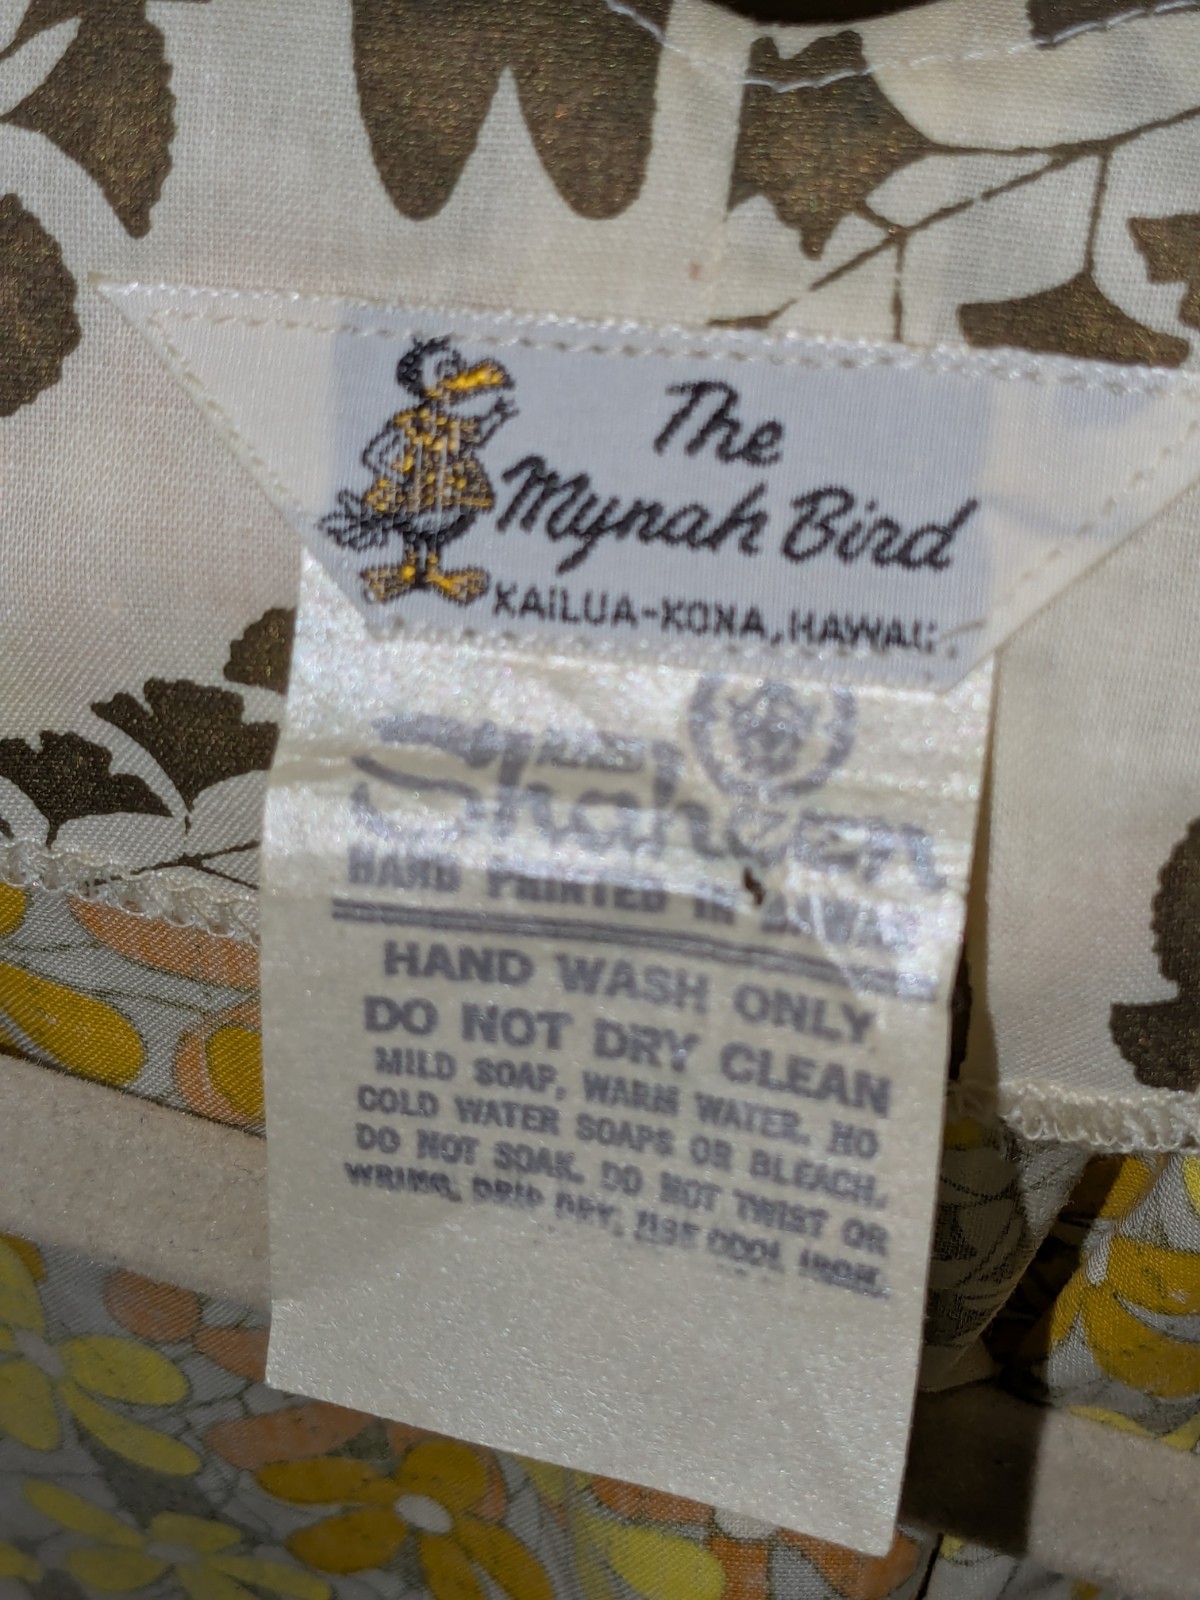 The
Mynah Bird
KAILUA-KONA, HAWAII
Shaheen
HAND PRINTED IN HAWAII
HAND WASH ONLY
DO NOT DRY CLEAN
MILD SOAP, WARM WATER. NO
COLD WATER SOAPS OR BLEACH.
DO NOT SOAK. DO NOT TWIST OR
WRING, DRIP DRY, USE COOL IRON.